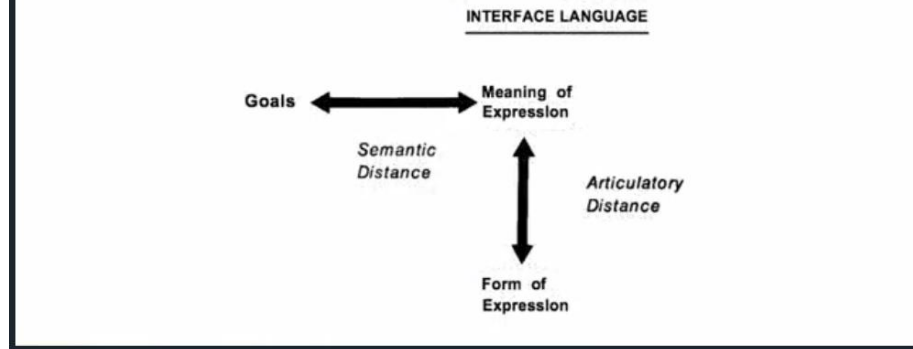 INTERFACE LANGUAGE
Goals
Meaning of
Expression
Semantic
Distance
Articulatory
Distance
Form of
Expression